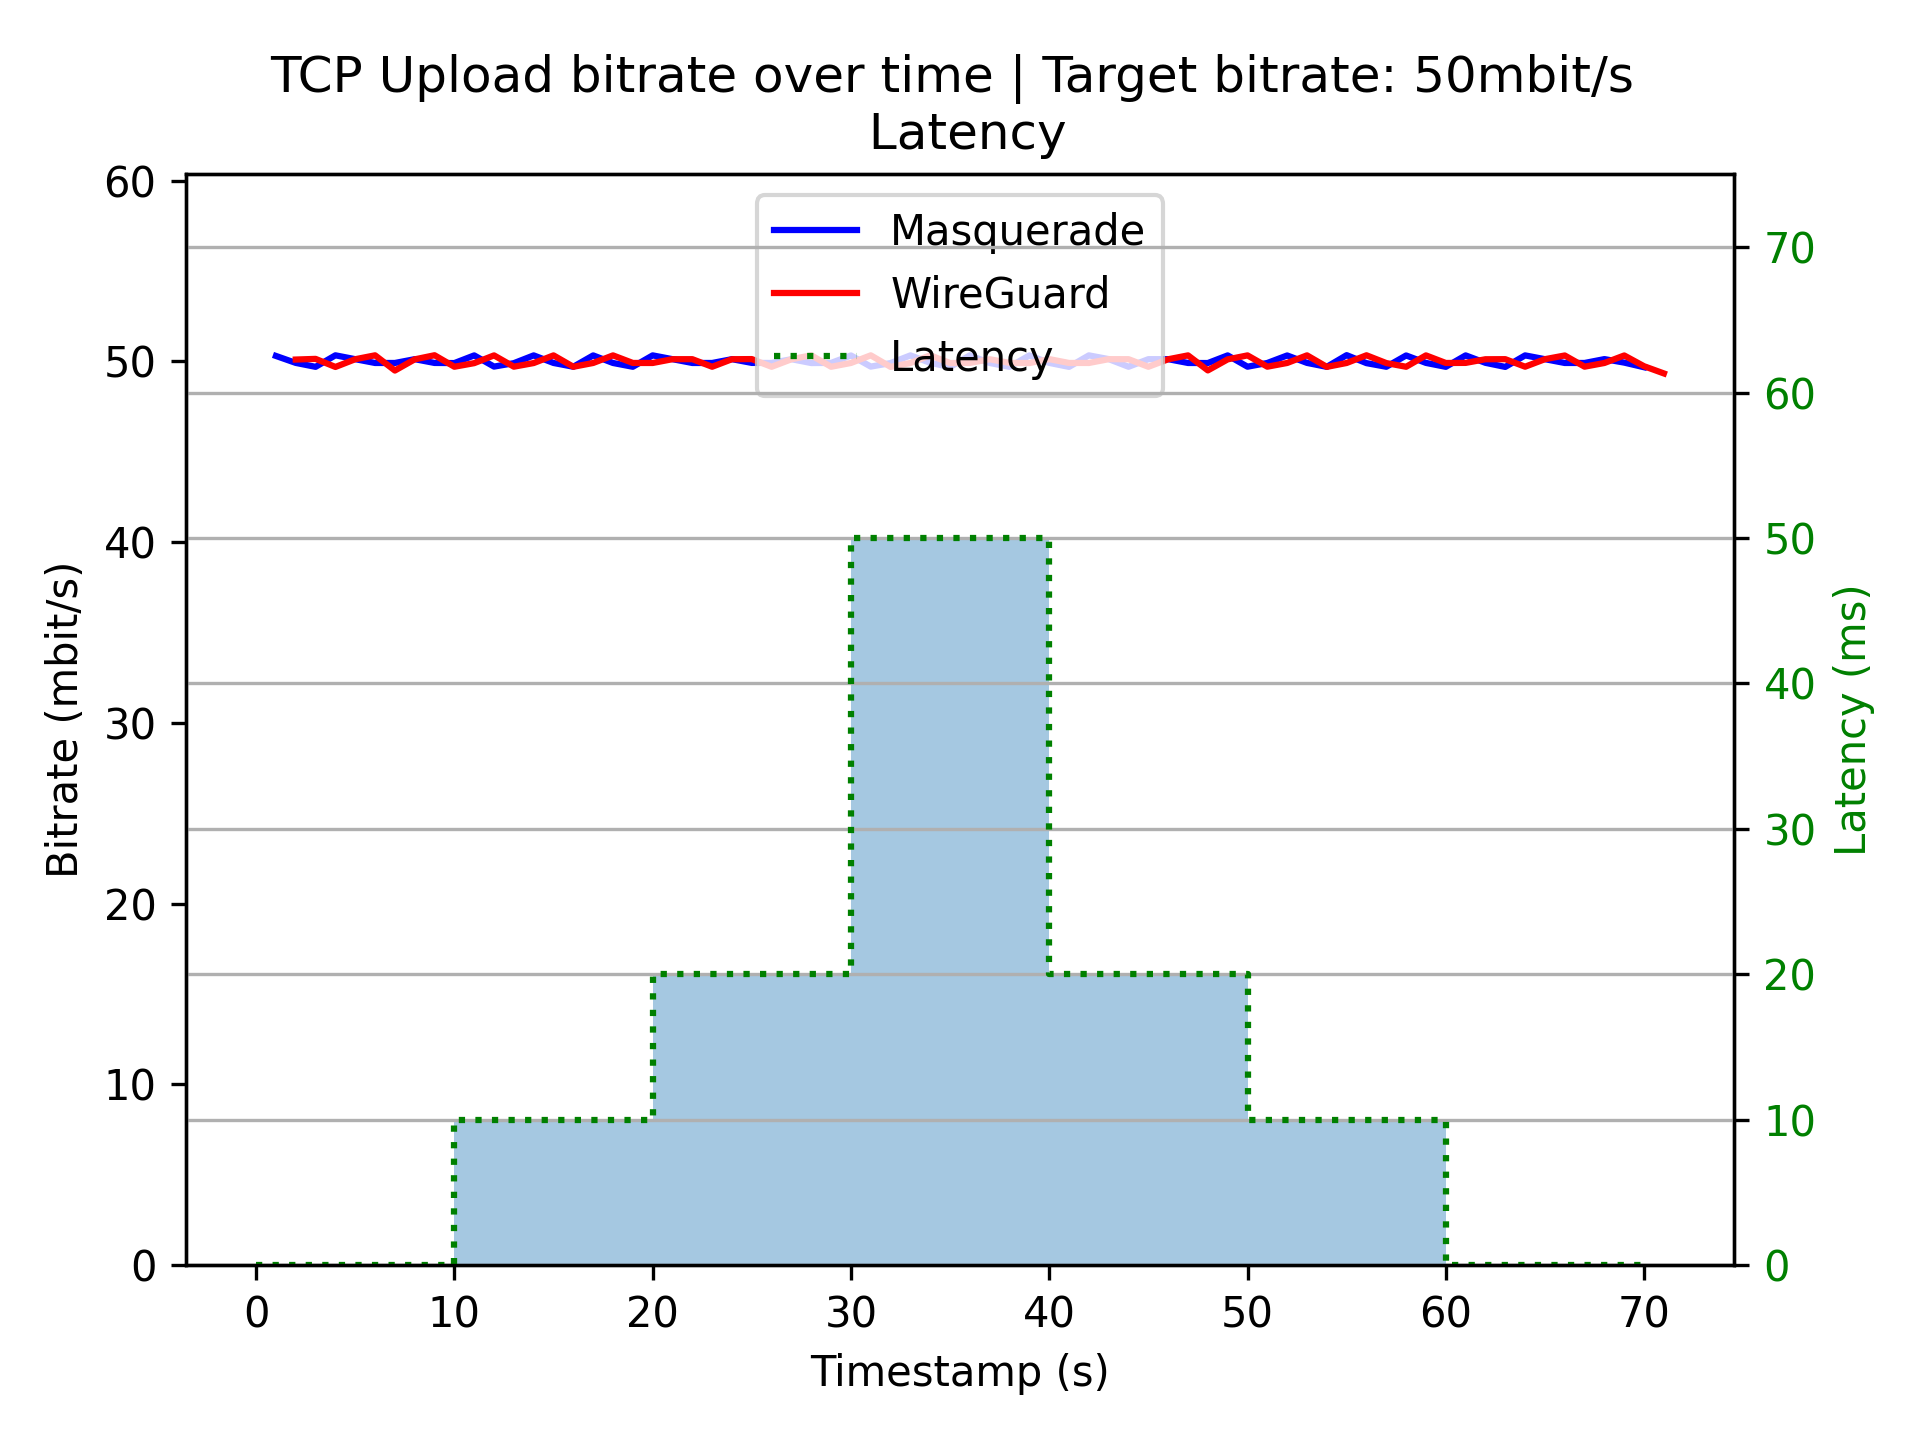 TCP Upload bitrate over time | Target bitrate: 50mbit/s
Latency
Masquerade
WireGuard
Latency
60
50
40
30
20
10
0
Bitrate (mbit/s)
70
60
50
40
30
20
10
0
Latency (ms)
0 10 20 30 40 50 60 70
Timestamp (s)